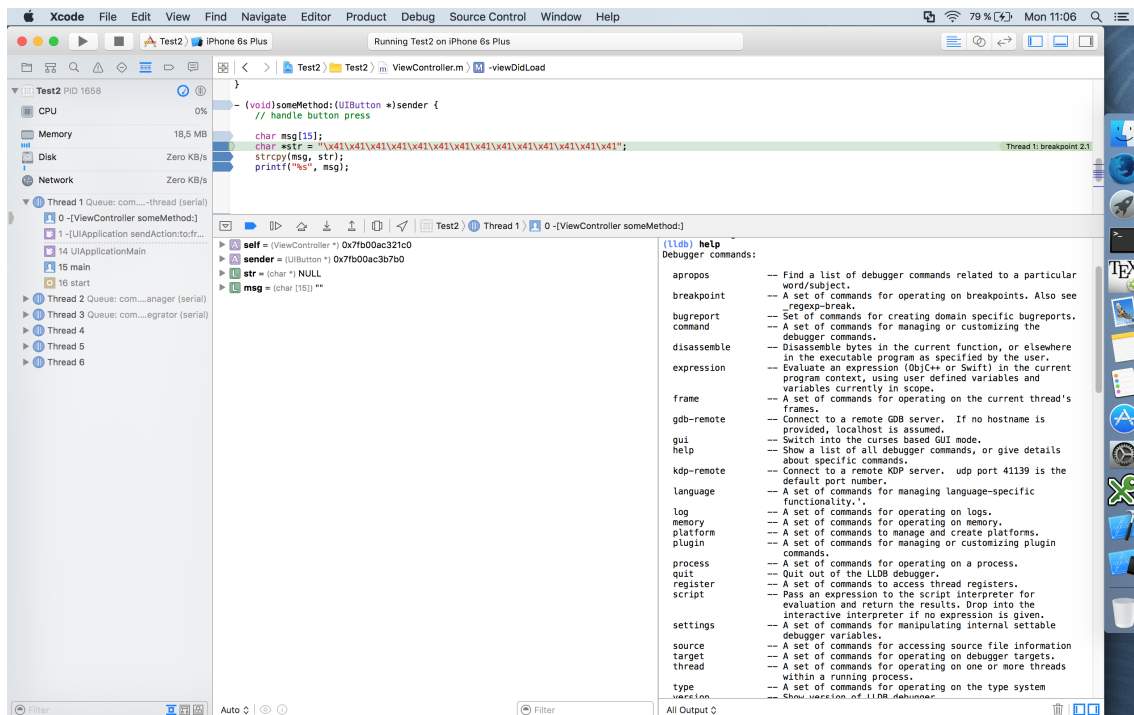 Xcode File Edit View Find Navigate Editor Product Debug Source Control Window Help 79 % Mon 11:06
Test2 iPhone 6s Plus Running Test2 on iPhone 6s Plus
Test2 Test2 m ViewController.m M -viewDidLoad
Test2 PID 1658
CPU 0%
Memory 18,5 MB
Disk Zero KB/s
Network Zero KB/s
Thread 1 Queue: com....-thread (serial)
0 -[ViewController someMethod:]
1 -[UIApplication sendAction:to:fr...
14 UIApplicationMain
15 main
16 start
Thread 2 Queue: com....anager (serial)
Thread 3 Queue: com....egrator (serial)
Thread 4
Thread 5
Thread 6
Filter
}
- (void)someMethod:(UIButton *)sender {
// handle button press
char msg[15];
char *str = "\x41\x41\x41\x41\x41\x41\x41\x41\x41\x41\x41\x41\x41\x41\x41\x41"; Thread 1: breakpoint 2.1
strcpy(msg, str);
printf("%s", msg);
Test2 Thread 1 0 -[ViewController someMethod:]
A self = (ViewController *) 0x7fb00ac321c0
A sender = (UIButton *) 0x7fb00ac3b7b0
L str = (char *) NULL
L msg = (char [15]) ""
Auto Filter
(lldb) help
Debugger commands:
apropos -- Find a list of debugger commands related to a particular
word/subject.
breakpoint -- A set of commands for operating on breakpoints. Also see
_regexp-break.
bugreport -- Set of commands for creating domain specific bugreports.
command -- A set of commands for managing or customizing the
debugger commands.
disassemble -- Disassemble bytes in the current function, or elsewhere
in the executable program as specified by the user.
expression -- Evaluate an expression (ObjC++ or Swift) in the current
program context, using user defined variables and
variables currently in scope.
frame -- A set of commands for operating on the current thread's
frames.
gdb-remote -- Connect to a remote GDB server. If no hostname is
provided, localhost is assumed.
gui -- Switch into the curses based GUI mode.
help -- Show a list of all debugger commands, or give details
about specific commands.
kdp-remote -- Connect to a remote KDP server. udp port 41139 is the
default port number.
language -- A set of commands for managing language-specific
functionality.'.
log -- A set of commands for operating on logs.
memory -- A set of commands for operating on memory.
platform -- A set of commands to manage and create platforms.
plugin -- A set of commands for managing or customizing plugin
commands.
process -- A set of commands for operating on a process.
quit -- Quit out of the LLDB debugger.
register -- A set of commands to access thread registers.
script -- Pass an expression to the script interpreter for
evaluation and return the results. Drop into the
interactive interpreter if no expression is given.
settings -- A set of commands for manipulating internal settable
debugger variables.
source -- A set of commands for accessing source file information
target -- A set of commands for operating on debugger targets.
thread -- A set of commands for operating on one or more threads
within a running process.
type -- A set of commands for operating on the type system
version -- Show version of LLDB debugger.
All Output